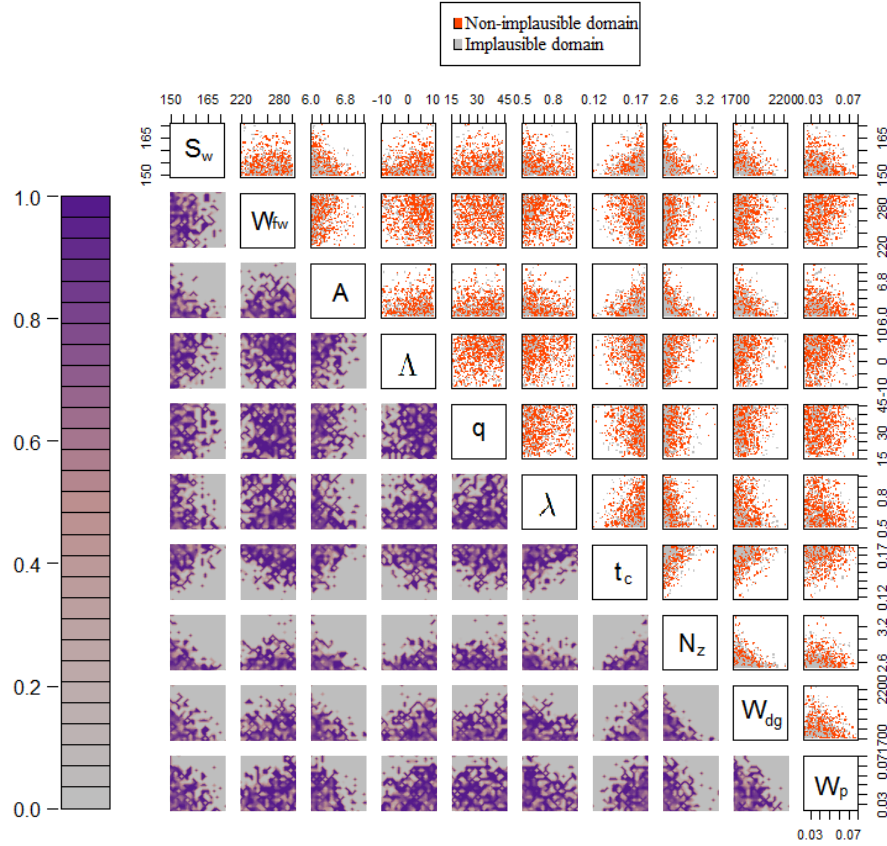 Non-implausible domain
Implausible domain
150 165 220 280 6.0 6.8 -10 0 10 15 30 45 0.5 0.8 0.12 0.17 2.6 3.2 1700 2200 0.03 0.07
Sw
165
150
165
150
Wfw
280
220
A
6.8
6.0
Λ
10
0
-10
q
45
30
15
λ
0.8
0.5
tc
0.17
0.12
Nz
3.2
2.6
Wdg
2200
1700
Wp
0.07
0.03
0.03 0.07
1.0
0.8
0.6
0.4
0.2
0.0